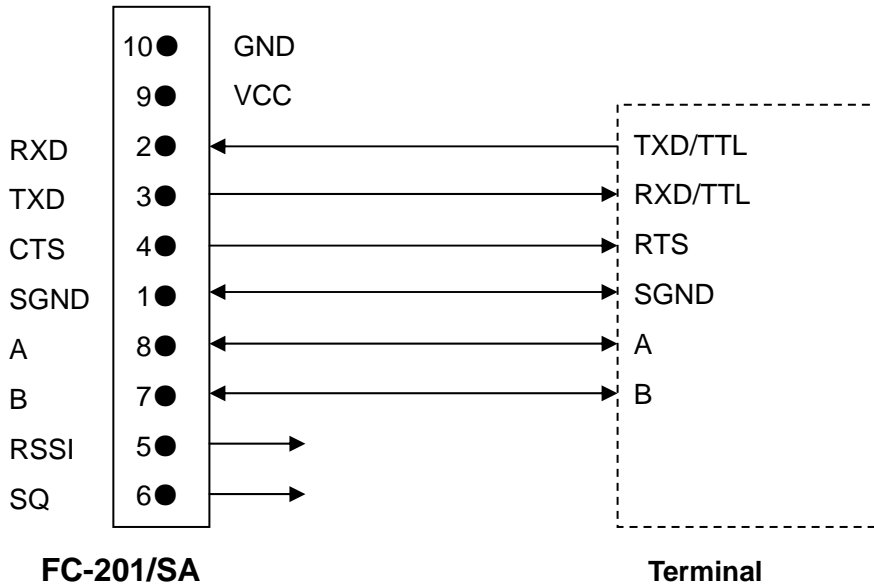 10 GND
9 VCC
RXD 2 TXD/TTL
TXD 3 RXD/TTL
CTS 4 RTS
SGND 1 SGND
A 8 A
B 7 B
RSSI 5
SQ 6
FC-201/SA Terminal